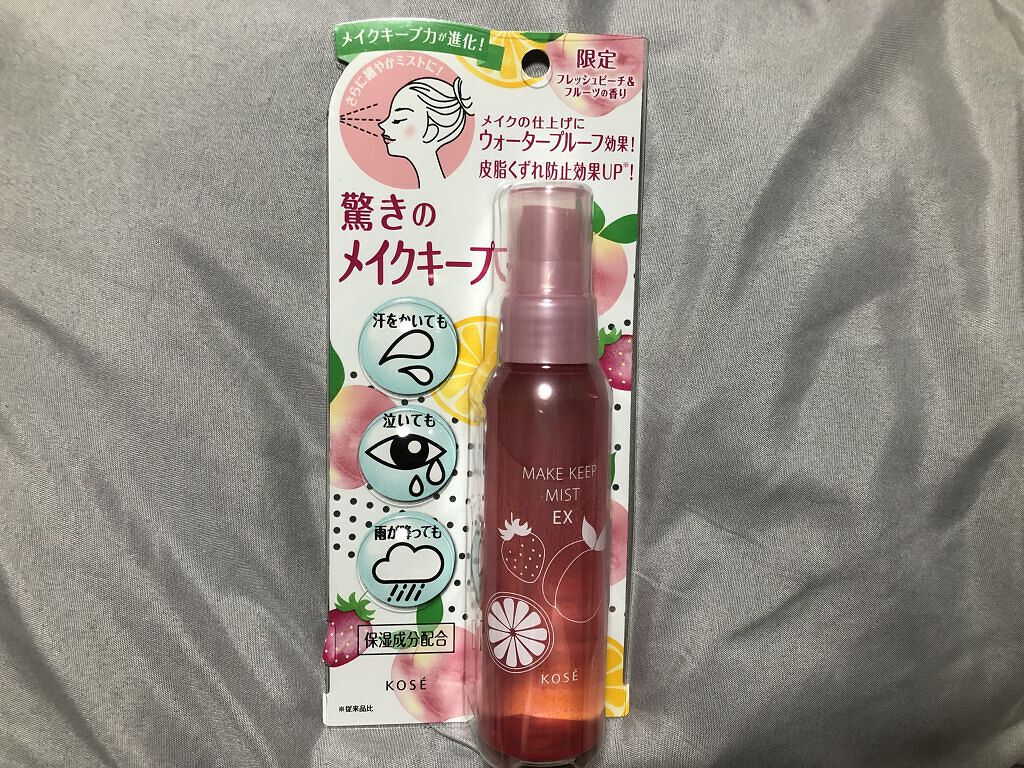 メイクキープ力が進化!
さらに細やかミストに!
限定
フレッシュピーチ&
フルーツの香り
メイクの仕上げに
ウォータープルーフ効果!
皮脂くずれ防止効果UP※!
驚きの
メイクキープ
汗をかいても
泣いても
雨が降っても
保湿成分配合
KOSÉ
※従来品比
MAKE KEEP
MIST
EX
KOSÉ